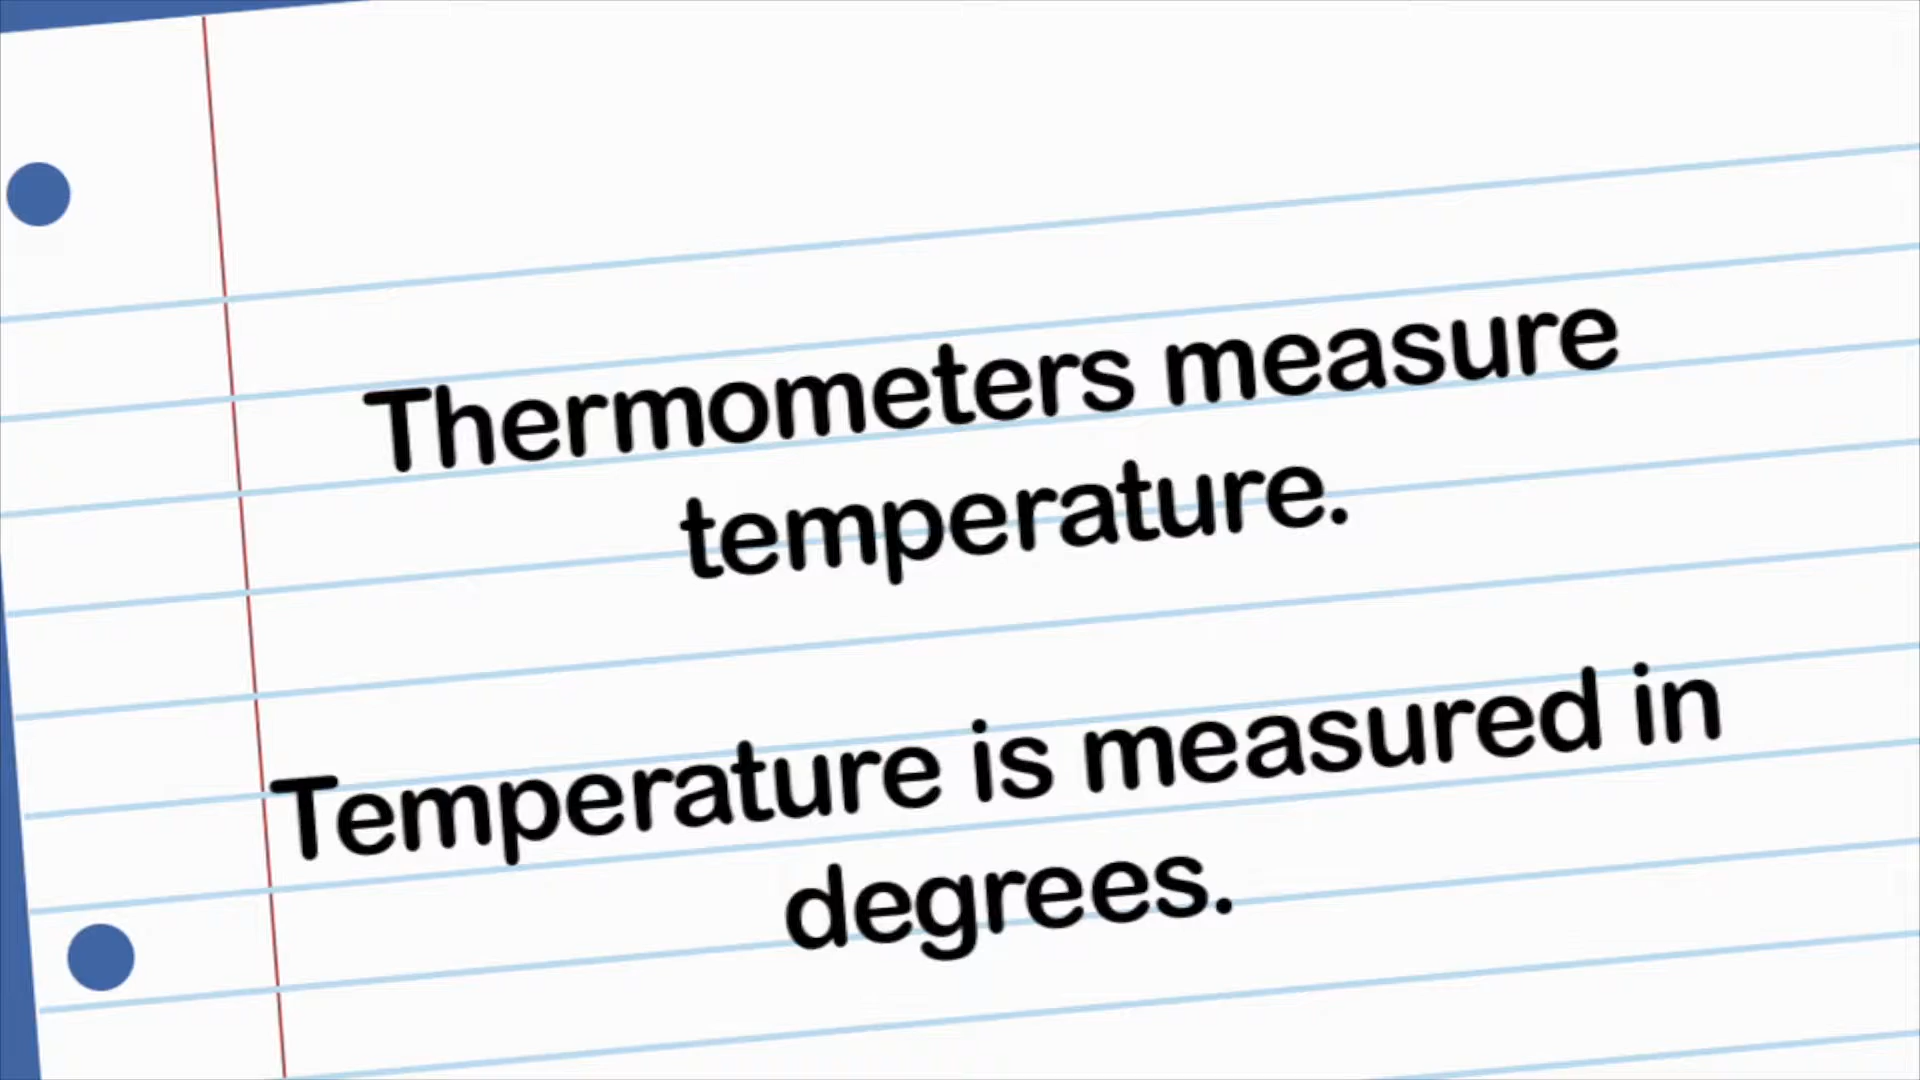 Thermometers measure
temperature.
Temperature is measured in
degrees.